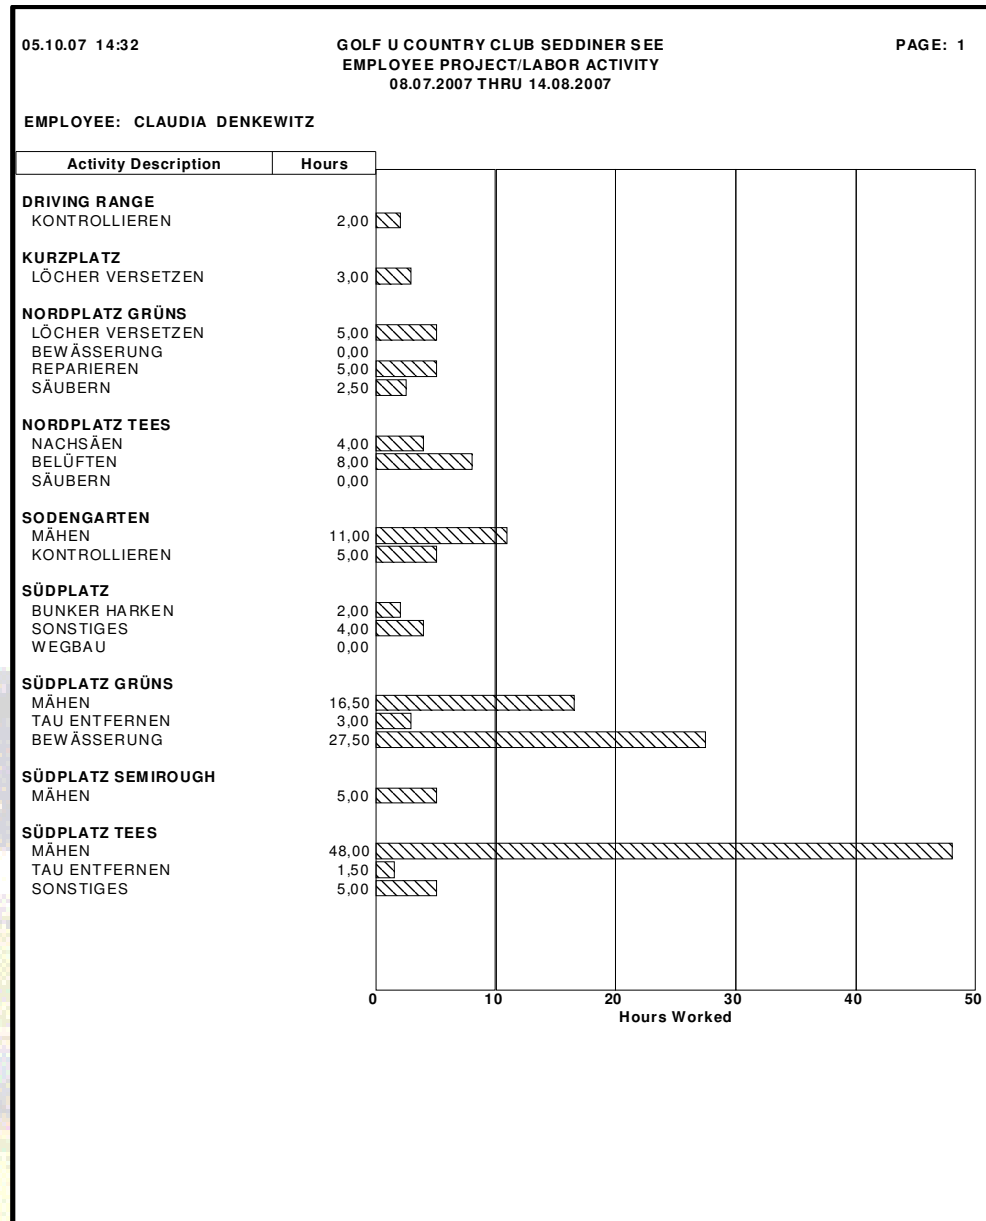 05.10.07 14:32 GOLF U COUNTRY CLUB SEDDINER SEE PAGE: 1
EMPLOYEE PROJECT/LABOR ACTIVITY
08.07.2007 THRU 14.08.2007
EMPLOYEE: CLAUDIA DENKEWITZ
Activity Description Hours
DRIVING RANGE
KONTROLLIEREN 2,00
KURZPLATZ
LÖCHER VERSETZEN 3,00
NORDPLATZ GRÜNS
LÖCHER VERSETZEN 5,00
BEWÄSSERUNG 0,00
REPARIEREN 5,00
SÄUBERN 2,50
NORDPLATZ TEES
NACHSÄEN 4,00
BELÜFTEN 8,00
SÄUBERN 0,00
SODENGARTEN
MÄHEN 11,00
KONTROLLIEREN 5,00
SÜDPLATZ
BUNKER HARKEN 2,00
SONSTIGES 4,00
WEGBAU 0,00
SÜDPLATZ GRÜNS
MÄHEN 16,50
TAU ENTFERNEN 3,00
BEWÄSSERUNG 27,50
SÜDPLATZ SEMIROUGH
MÄHEN 5,00
SÜDPLATZ TEES
MÄHEN 48,00
TAU ENTFERNEN 1,50
SONSTIGES 5,00
0 10 20 30 40 50
Hours Worked